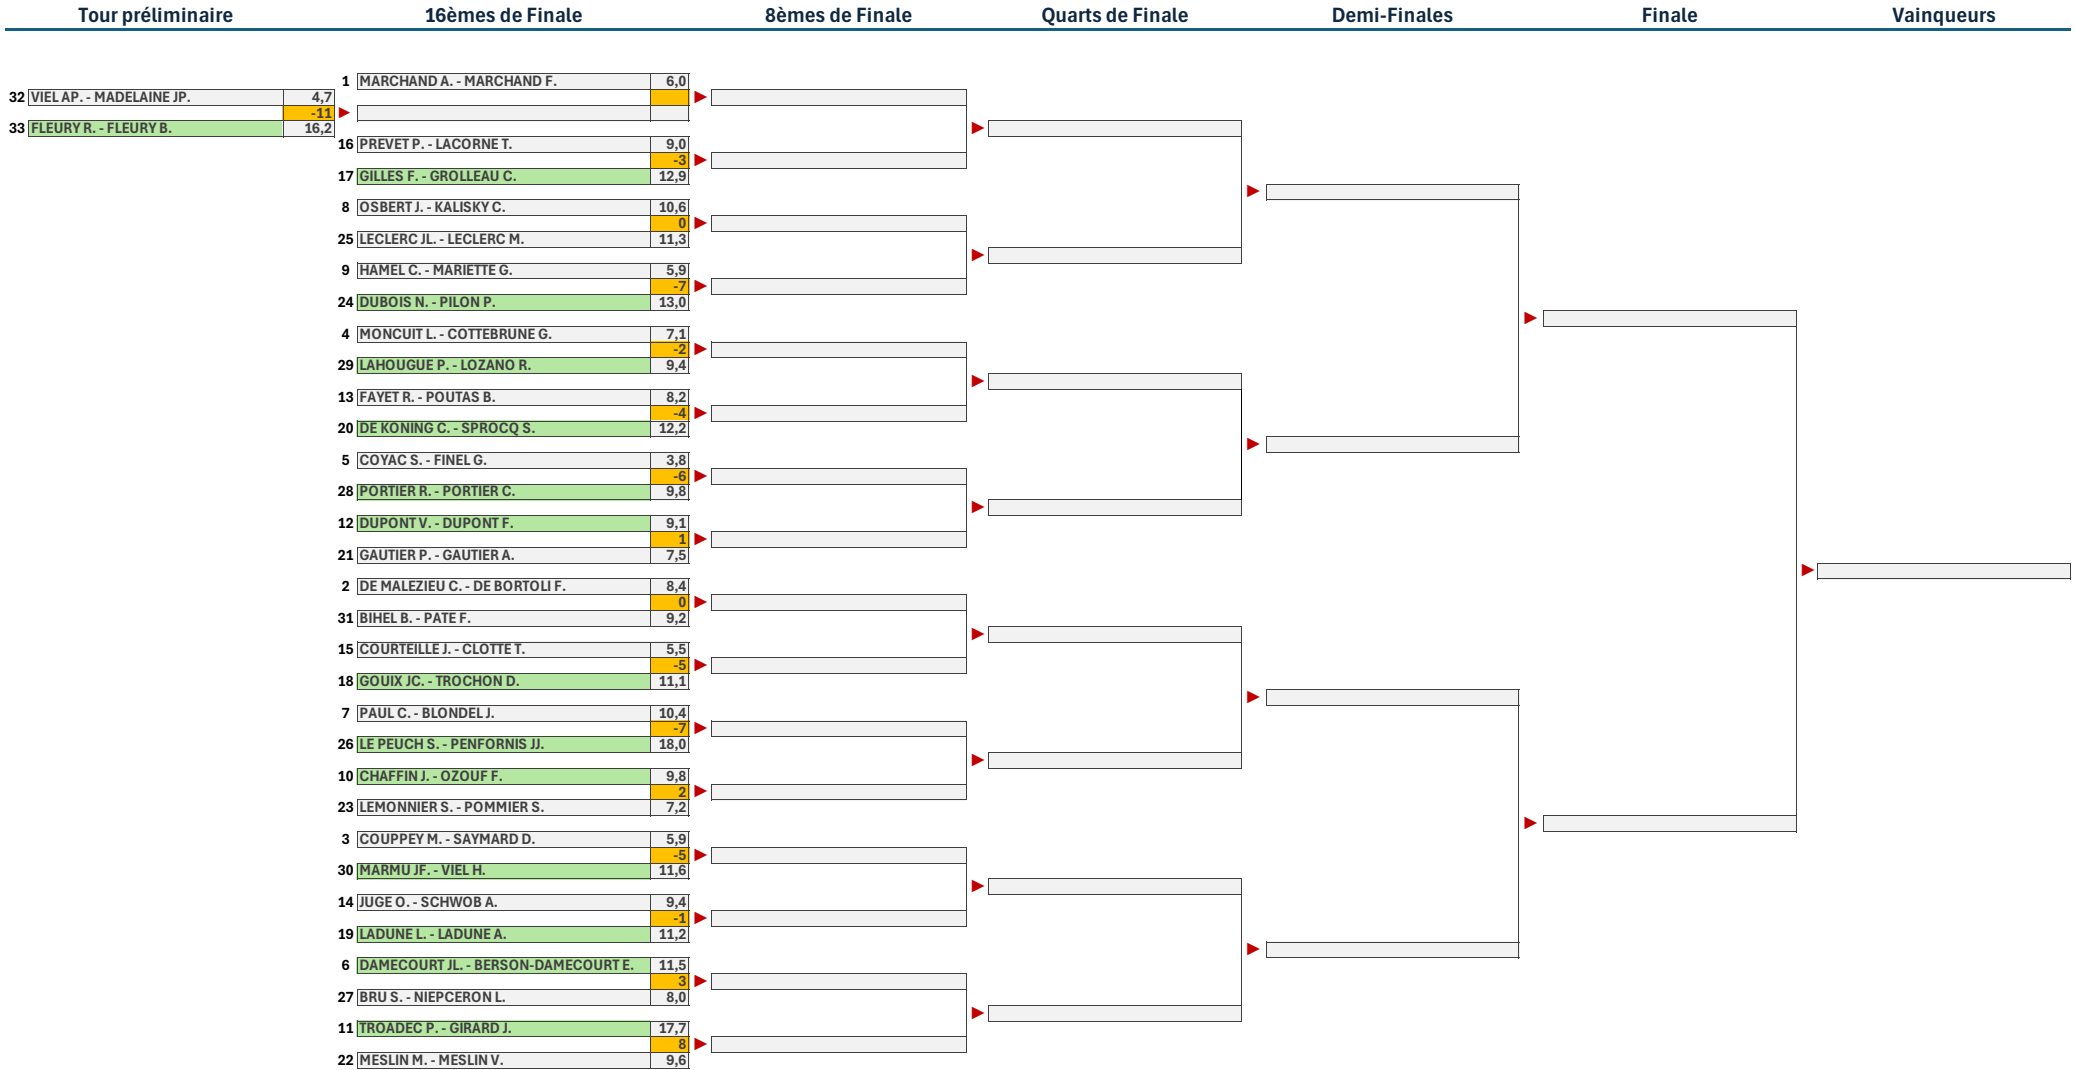 Tour préliminaire 16èmes de Finale 8èmes de Finale Quarts de Finale Demi-Finales Finale Vainqueurs
32 VIEL AP. - MADELAINE JP. 4,7
-11
33 FLEURY R. - FLEURY B. 16,2
1 MARCHAND A. - MARCHAND F. 6,0
16 PREVET P. - LACORNE T. 9,0
-3
17 GILLES F. - GROLLEAU C. 12,9
8 OSBERT J. - KALISKY C. 10,6
0
25 LECLERC JL. - LECLERC M. 11,3
9 HAMEL C. - MARIETTE G. 5,9
-7
24 DUBOIS N. - PILON P. 13,0
4 MONCUIT L. - COTTEBRUNE G. 7,1
-2
29 LAHOUGUE P. - LOZANO R. 9,4
13 FAYET R. - POUTAS B. 8,2
-4
20 DE KONING C. - SPROCQ S. 12,2
5 COYAC S. - FINEL G. 3,8
-6
28 PORTIER R. - PORTIER C. 9,8
12 DUPONT V. - DUPONT F. 9,1
1
21 GAUTIER P. - GAUTIER A. 7,5
2 DE MALEZIEU C. - DE BORTOLI F. 8,4
0
31 BIHEL B. - PATE F. 9,2
15 COURTEILLE J. - CLOTTE T. 5,5
-5
18 GOUIX JC. - TROCHON D. 11,1
7 PAUL C. - BLONDEL J. 10,4
-7
26 LE PEUCH S. - PENFORNIS JJ. 18,0
10 CHAFFIN J. - OZOUF F. 9,8
2
23 LEMONNIER S. - POMMIER S. 7,2
3 COUPPEY M. - SAYMARD D. 5,9
-5
30 MARMU JF. - VIEL H. 11,6
14 JUGE O. - SCHWOB A. 9,4
-1
19 LADUNE L. - LADUNE A. 11,2
6 DAMECOURT JL. - BERSON-DAMECOURT E. 11,5
3
27 BRU S. - NIEPCERON L. 8,0
11 TROADEC P. - GIRARD J. 17,7
8
22 MESLIN M. - MESLIN V. 9,6